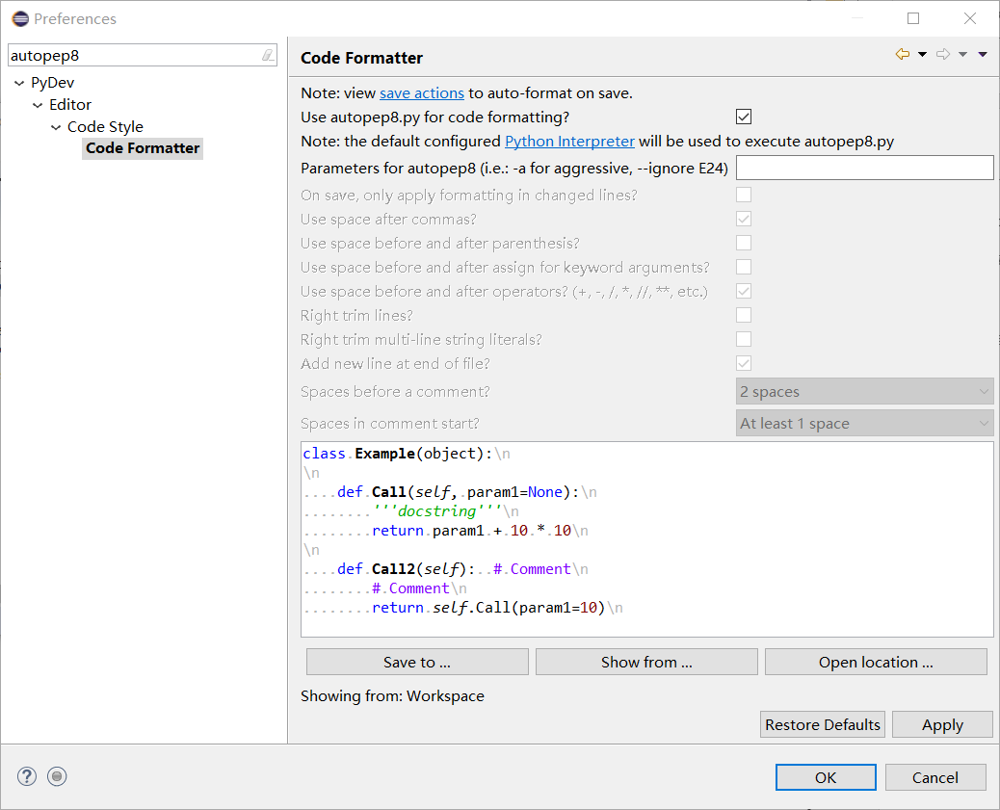 Preferences
autopep8
PyDev
Editor
Code Style
Code Formatter
Code Formatter
Note: view save actions to auto-format on save.
Use autopep8.py for code formatting?
Note: the default configured Python Interpreter will be used to execute autopep8.py
Parameters for autopep8 (i.e.: -a for aggressive, --ignore E24)
On save, only apply formatting in changed lines?
Use space after commas?
Use space before and after parenthesis?
Use space before and after assign for keyword arguments?
Use space before and after operators? (+, -, /, *, //, **, etc.)
Right trim lines?
Right trim multi-line string literals?
Add new line at end of file?
Spaces before a comment? 2 spaces
Spaces in comment start? At least 1 space
class.Example(object):\n
\n
....def.Call(self,.param1=None):\n
........'''docstring'''\n
........return.param1.+.10.*.10\n
\n
....def.Call2(self):..#.Comment\n
........#.Comment\n
........return.self.Call(param1=10)\n
Save to ... Show from ... Open location ...
Showing from: Workspace
Restore Defaults Apply
? OK Cancel